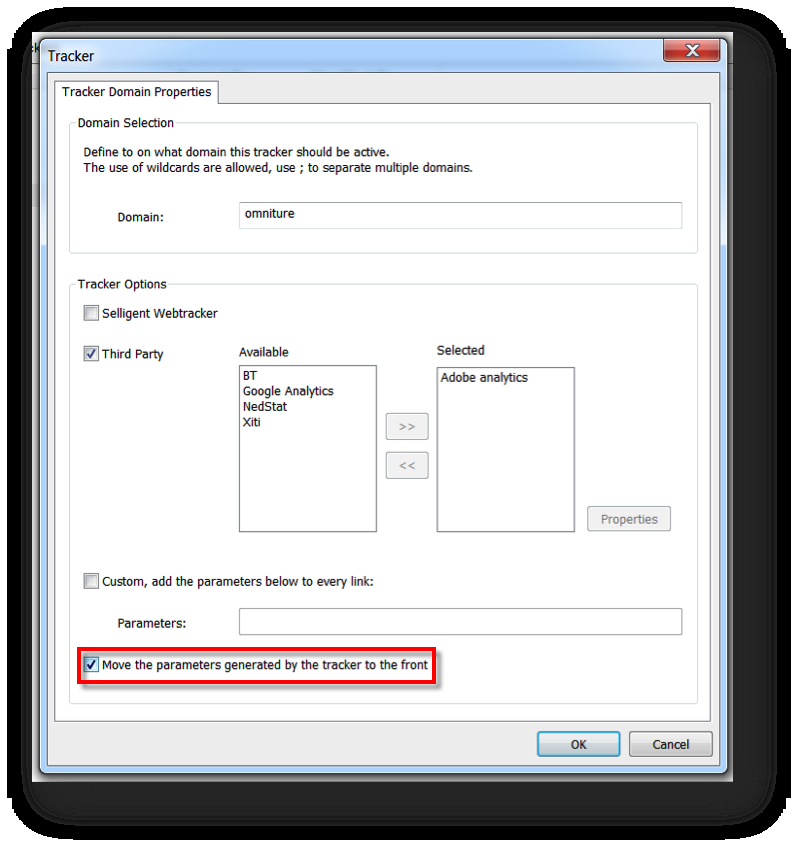 Tracker
Tracker Domain Properties
Domain Selection
Define to on what domain this tracker should be active.
The use of wildcards are allowed, use ; to separate multiple domains.
Domain: omniture
Tracker Options
Selligent Webtracker
Third Party
Available
Selected
BT
Google Analytics
NedStat
Xiti
Adobe analytics
>>
<<
Properties
Custom, add the parameters below to every link:
Parameters:
Move the parameters generated by the tracker to the front
OK Cancel